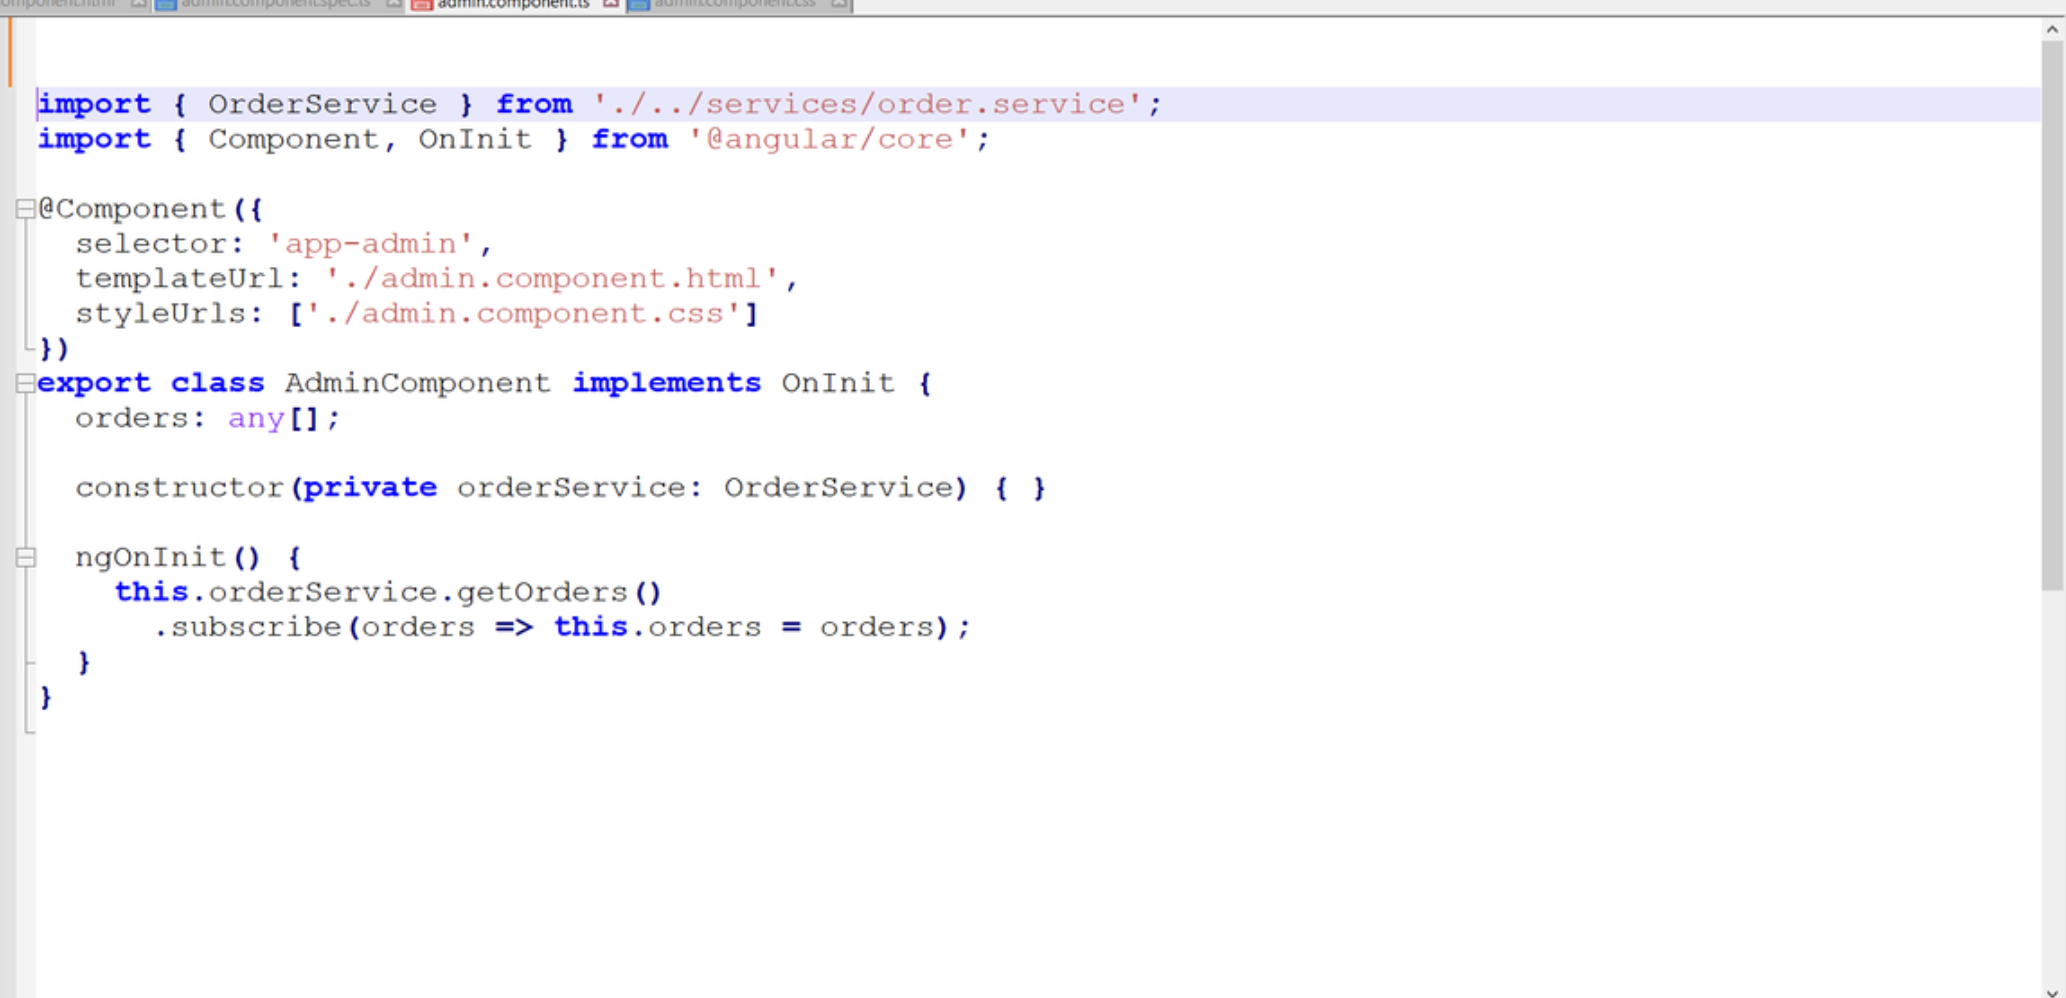 omponent.html admin.component.spec.ts admin.component.ts admin.component.css
import { OrderService } from './../services/order.service';
import { Component, OnInit } from '@angular/core';
@Component({
selector: 'app-admin',
templateUrl: './admin.component.html',
styleUrls: ['./admin.component.css']
})
export class AdminComponent implements OnInit {
orders: any[];
constructor(private orderService: OrderService) { }
ngOnInit() {
this.orderService.getOrders()
.subscribe(orders => this.orders = orders);
}
}